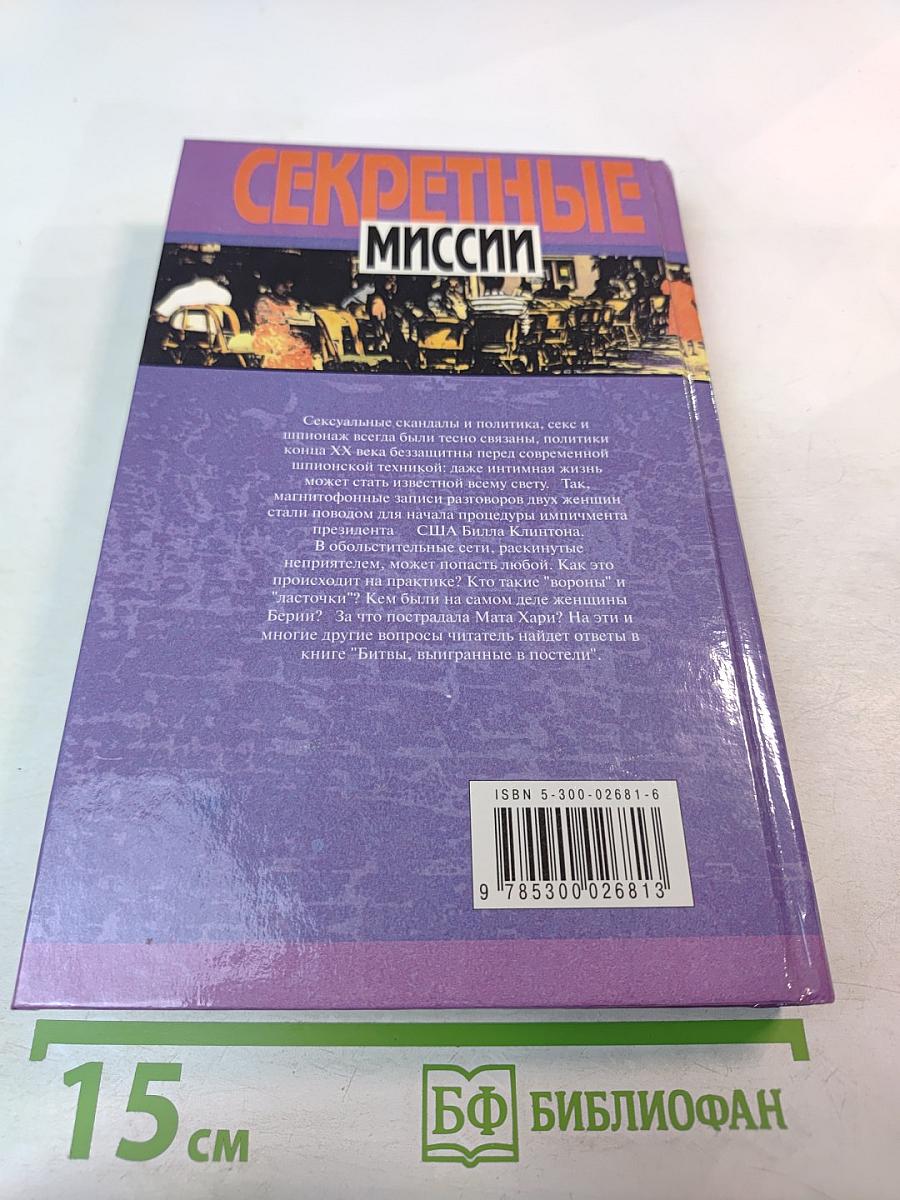 СЕКРЕТНЫЕ
МИССИИ
Сексуальные скандалы и политика, секс и
шпионаж всегда были тесно связаны, политики
конца XX века беззащитны перед современной
шпионской техникой: даже интимная жизнь
может стать известной всему свету. Так,
магнитофонные записи разговоров двух женщин
стали поводом для начала процедуры импичмента
президента США Билла Клинтона.
В обольстительные сети, раскинутые
неприятелем, может попасть любой. Как это
происходит на практике? Кто такие "вороны" и
"ласточки"? Кем были на самом деле женщины
Берии? За что пострадала Мата Хари? На эти и
многие другие вопросы читатель найдет ответы в
книге "Битвы, выигранные в постели".
ISBN 5-300-02681-6
9 785300 026813
15 см
БФ БИБЛИОФАН